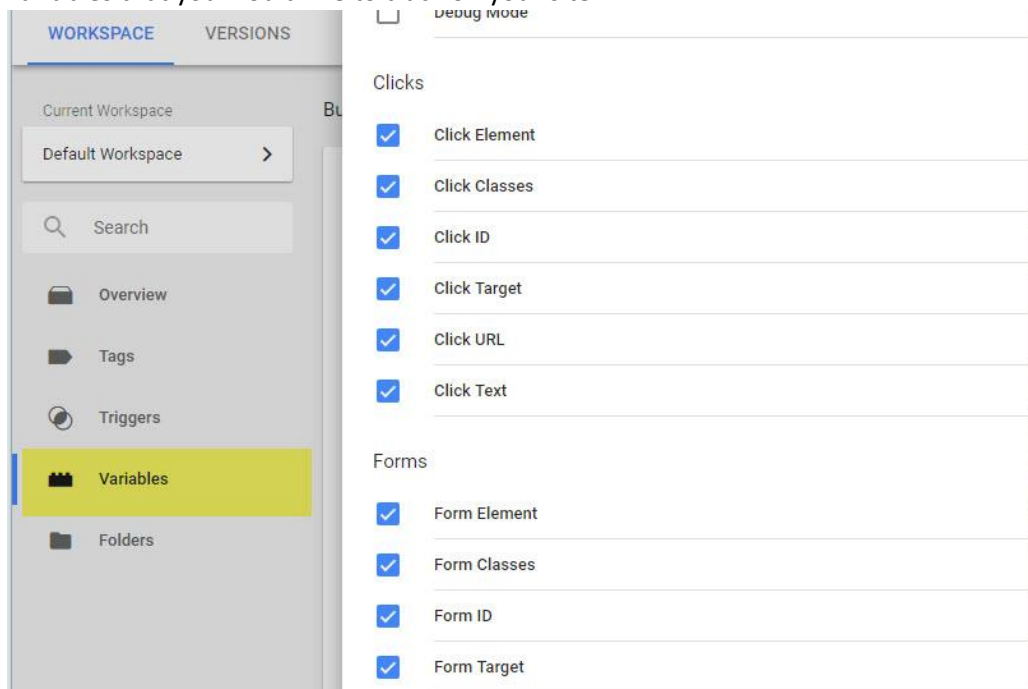 WORKSPACE VERSIONS
Current Workspace
Default Workspace
Search
Overview
Tags
Triggers
Variables
Folders
Bu
Debug Mode
Clicks
Click Element
Click Classes
Click ID
Click Target
Click URL
Click Text
Forms
Form Element
Form Classes
Form ID
Form Target